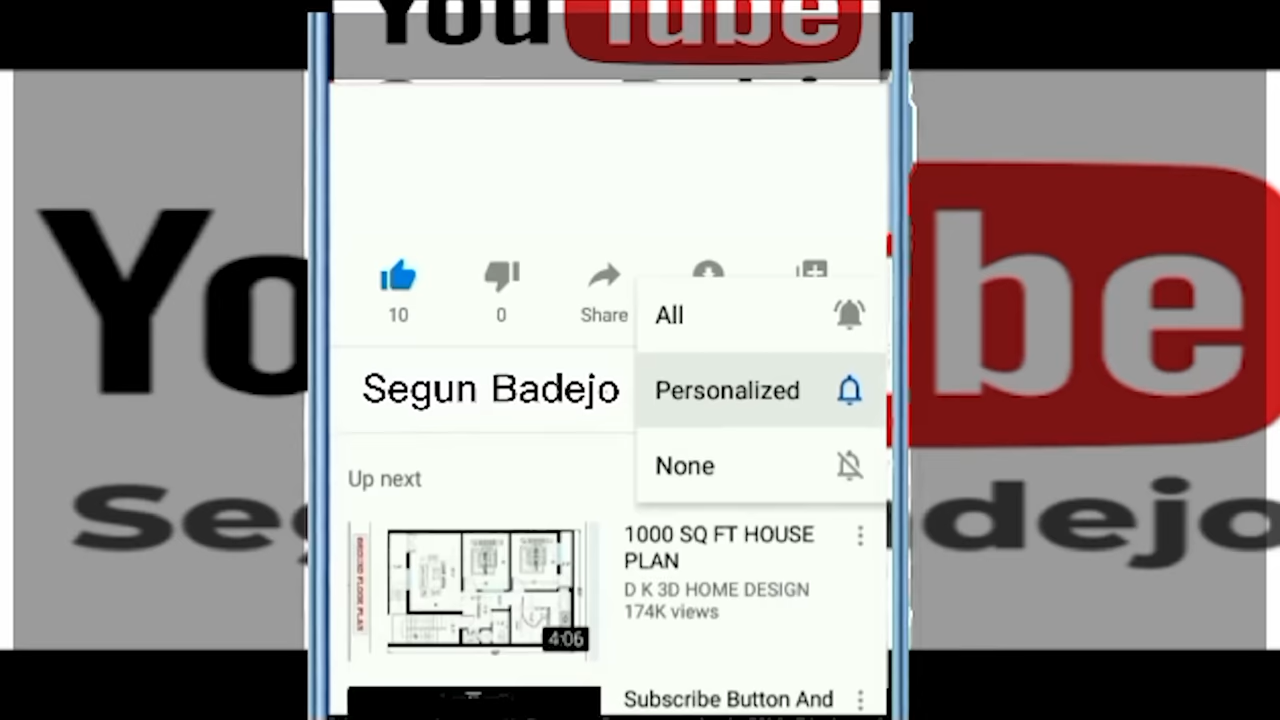 YouTube
YouTube
10
0
Share
All
Segun Badejo
Personalized
None
Up next
1000 SQ FT HOUSE
PLAN
D K 3D HOME DESIGN
174K views
4:06
Subscribe Button And